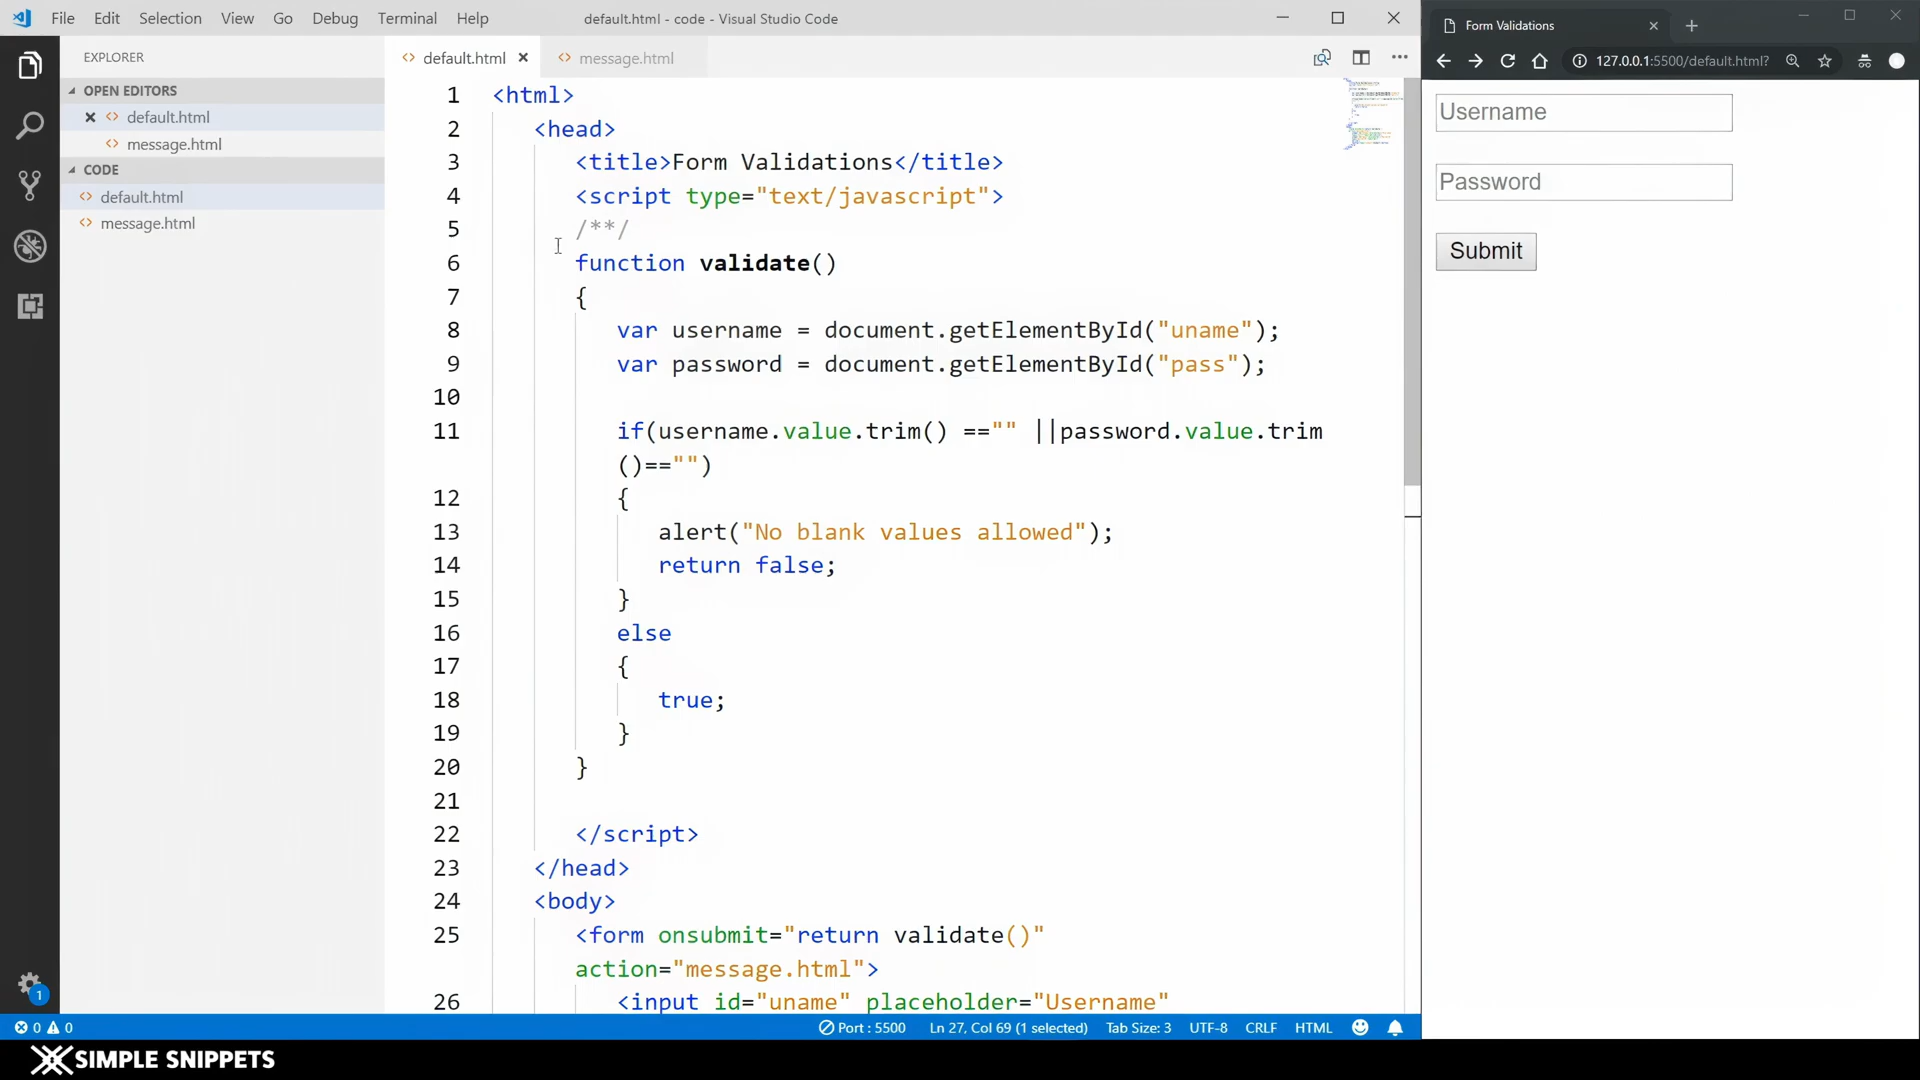 File Edit Selection View Go Debug Terminal Help default.html - code - Visual Studio Code
EXPLORER
OPEN EDITORS
default.html
message.html
CODE
default.html
message.html
default.html message.html
1 <html>
2 <head>
3 <title>Form Validations</title>
4 <script type="text/javascript">
5 /**/
6 function validate()
7 {
8 var username = document.getElementById("uname");
9 var password = document.getElementById("pass");
10
11 if(username.value.trim() =="" ||password.value.trim
()=="")
12 {
13 alert("No blank values allowed");
14 return false;
15 }
16 else
17 {
18 true;
19 }
20 }
21
22 </script>
23 </head>
24 <body>
25 <form onsubmit="return validate()"
action="message.html">
26 <input id="uname" placeholder="Username"
1
0 0 Port : 5500 Ln 27, Col 69 (1 selected) Tab Size: 3 UTF-8 CRLF HTML
Form Validations
127.0.0.1:5500/default.html?
Username
Password
Submit
SIMPLE SNIPPETS